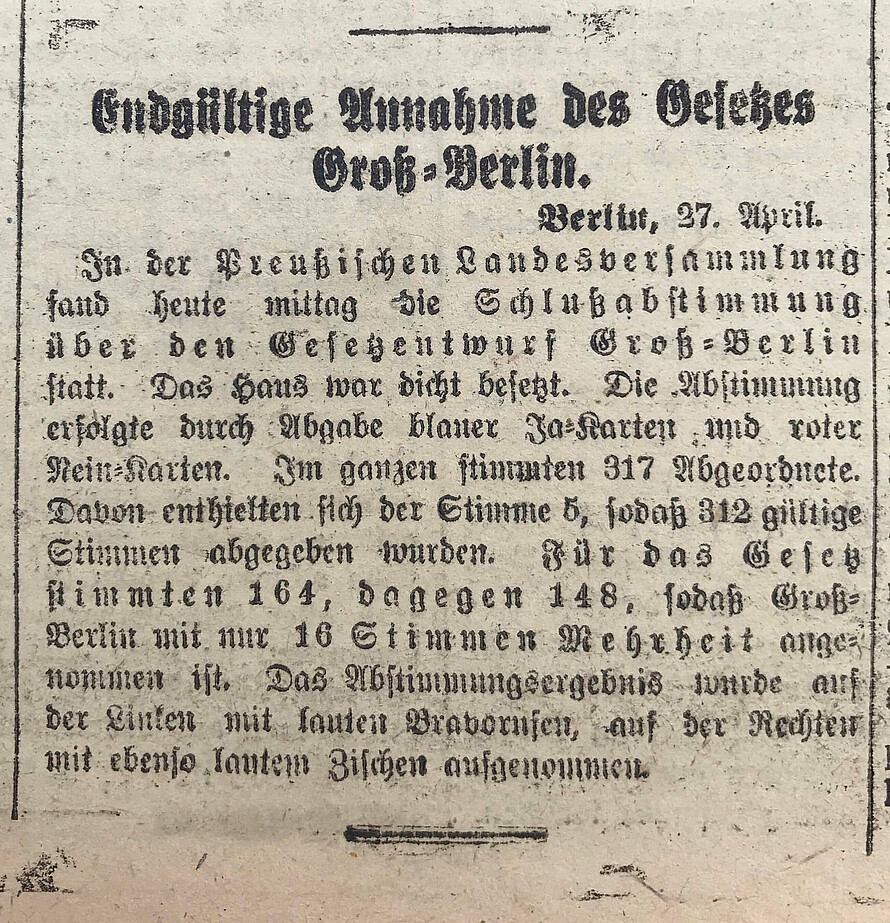 Endgültige Annahme des Gesetzes
Groß-Berlin.
Berlin, 27. April.
In der Preußischen Landesversammlung
fand heute mittag die Schlußabstimmung
über den Gesetzentwurf Groß-Berlin
statt. Das Haus war dicht besetzt. Die Abstimmung
erfolgte durch Abgabe blauer Ja-Karten und roter
Nein-Karten. Im ganzen stimmten 317 Abgeordnete.
Davon enthielten sich der Stimme 5, sodaß 312 gültige
Stimmen abgegeben wurden. Für das Gesetz
stimmten 164, dagegen 148, sodaß Groß-
Berlin mit nur 16 Stimmen Mehrheit ange-
nommen ist. Das Abstimmungsergebnis wurde auf
der Linken mit lauten Bravorufen, auf der Rechten
mit ebenso lautem Zischen aufgenommen.